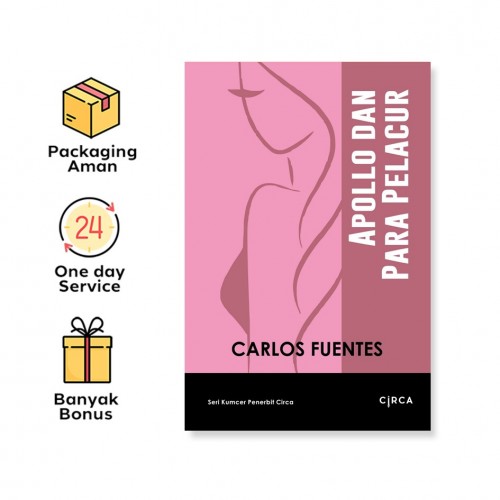 Packaging
Aman
24
One day
Service
Banyak
Bonus
APOLLO DAN
PARA PELACUR
CARLOS FUENTES
Seri Kumcer Penerbit Circa
CIRCA